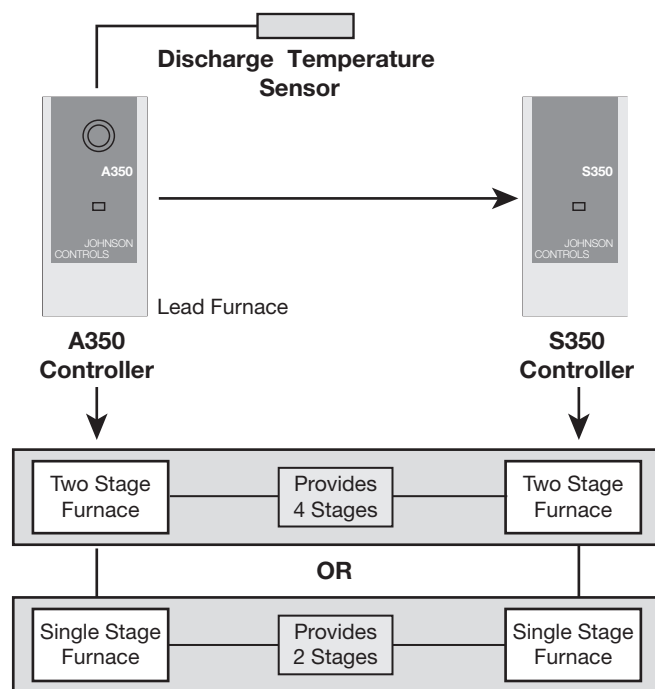 Discharge Temperature
Sensor
A350
JOHNSON
CONTROLS
S350
JOHNSON
CONTROLS
Lead Furnace
A350
Controller
S350
Controller
Two Stage
Furnace
Provides
4 Stages
Two Stage
Furnace
OR
Single Stage
Furnace
Provides
2 Stages
Single Stage
Furnace